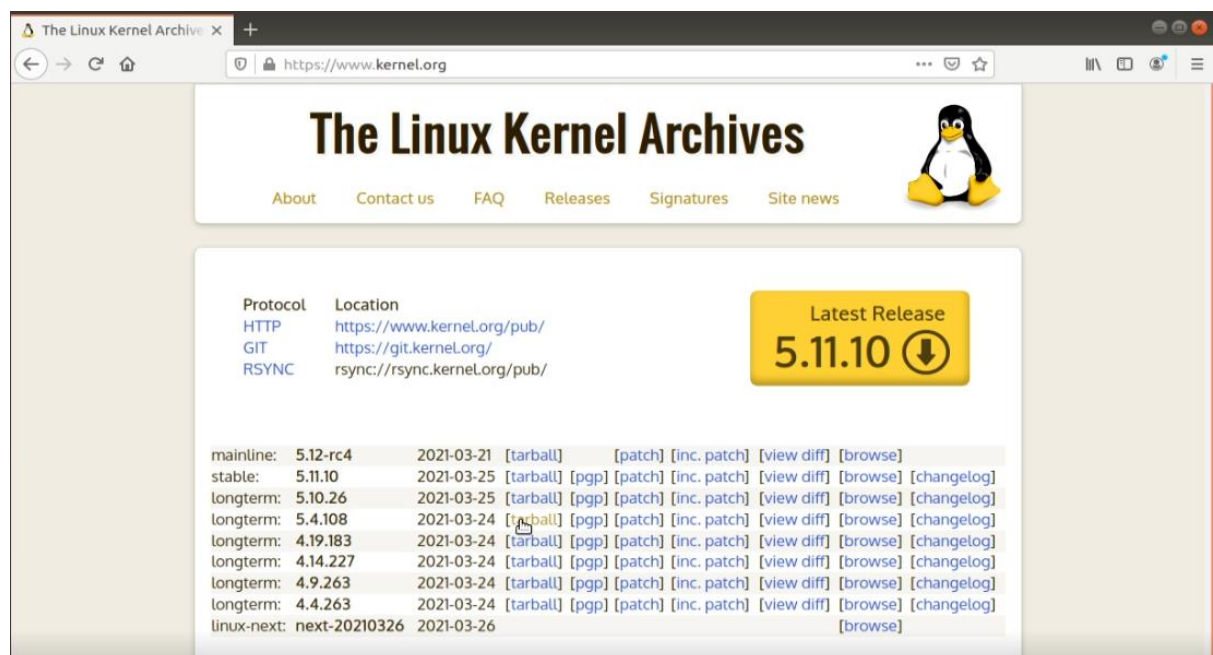 The Linux Kernel Archive
https://www.kernel.org
The Linux Kernel Archives
About Contact us FAQ Releases Signatures Site news
Protocol Location
HTTP https://www.kernel.org/pub/
GIT https://git.kernel.org/
RSYNC rsync://rsync.kernel.org/pub/
Latest Release
5.11.10
mainline: 5.12-rc4 2021-03-21 [tarball] [patch] [inc. patch] [view diff] [browse]
stable: 5.11.10 2021-03-25 [tarball] [pgp] [patch] [inc. patch] [view diff] [browse] [changelog]
longterm: 5.10.26 2021-03-25 [tarball] [pgp] [patch] [inc. patch] [view diff] [browse] [changelog]
longterm: 5.4.108 2021-03-24 [tarball] [pgp] [patch] [inc. patch] [view diff] [browse] [changelog]
longterm: 4.19.183 2021-03-24 [tarball] [pgp] [patch] [inc. patch] [view diff] [browse] [changelog]
longterm: 4.14.227 2021-03-24 [tarball] [pgp] [patch] [inc. patch] [view diff] [browse] [changelog]
longterm: 4.9.263 2021-03-24 [tarball] [pgp] [patch] [inc. patch] [view diff] [browse] [changelog]
longterm: 4.4.263 2021-03-24 [tarball] [pgp] [patch] [inc. patch] [view diff] [browse] [changelog]
linux-next: next-20210326 2021-03-26 [browse]